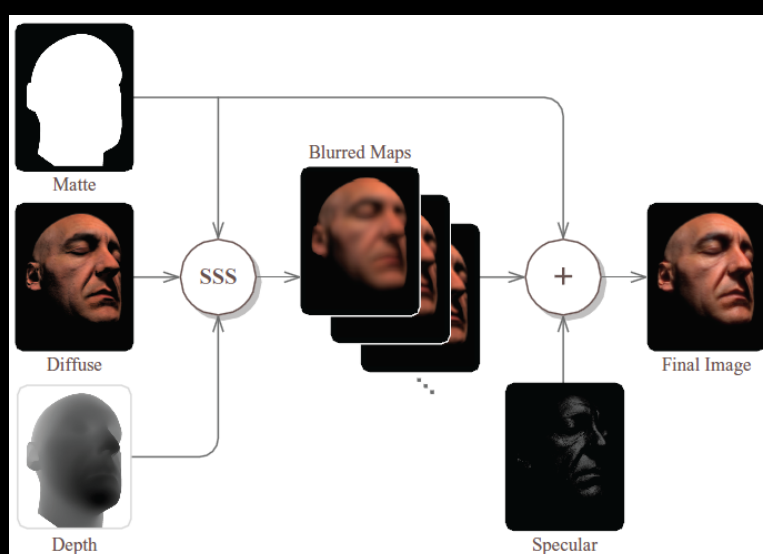 Matte
Blurred Maps
Diffuse
SSS
+
Final Image
Depth
Specular